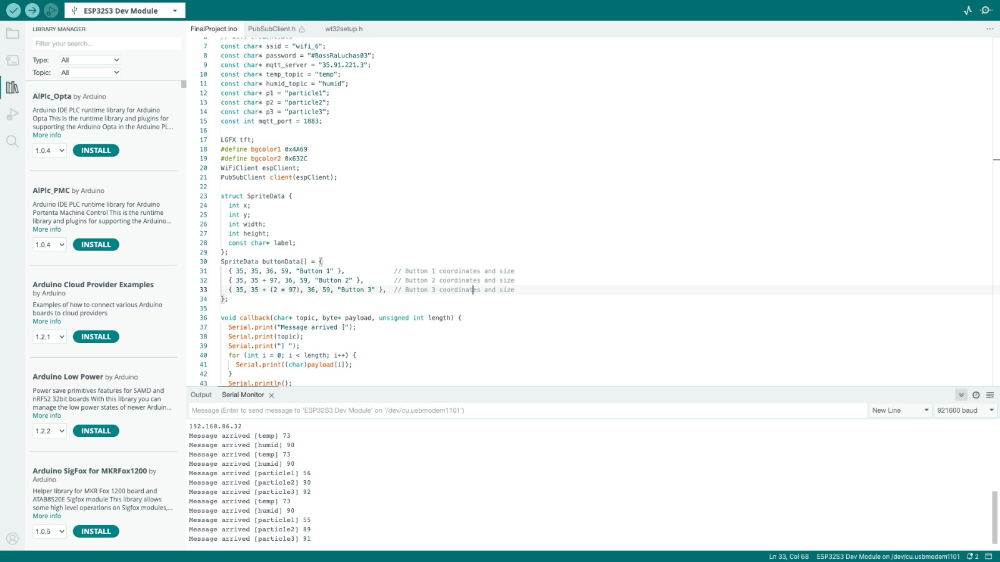 ESP32S3 Dev Module
LIBRARY MANAGER
Filter your search...
Type: All
Topic: All
AlPlc_Opta by Arduino
Arduino IDE PLC runtime library for Arduino
Opta This is the runtime library and plugins for
supporting the Arduino Opta in the Arduino PL...
More info
1.0.4 INSTALL
AlPlc_PMC by Arduino
Arduino IDE PLC runtime library for Arduino
Portenta Machine Control This is the runtime
library and plugins for supporting the Arduino...
More info
1.0.4 INSTALL
Arduino Cloud Provider Examples
by Arduino
Examples of how to connect various Arduino
boards to cloud providers
More info
1.2.1 INSTALL
Arduino Low Power by Arduino
Power save primitives features for SAMD and
nRF52 32bit boards With this library you can
manage the low power states of newer Arduin...
More info
1.2.2 INSTALL
Arduino SigFox for MKRFox1200 by
Arduino
Helper library for MKR Fox 1200 board and
ATAB8520E Sigfox module This library allows
some high level operations on Sigfox modules,...
More info
1.0.5 INSTALL
FinalProject.ino PubSubClient.h wt32setup.h
6 // wifi credentials
7 const char* ssid = "wifi_6";
8 const char* password = "#BossRaLuchas03";
9 const char* mqtt_server = "35.91.221.3";
10 const char* temp_topic = "temp";
11 const char* humid_topic = "humid";
12 const char* p1 = "particle1";
13 const char* p2 = "particle2";
14 const char* p3 = "particle3";
15 const int mqtt_port = 1883;
16
17 LGFX tft;
18 #define bgcolor1 0x4A69
19 #define bgcolor2 0x632C
20 WiFiClient espClient;
21 PubSubClient client(espClient);
22
23 struct SpriteData {
24 int x;
25 int y;
26 int width;
27 int height;
28 const char* label;
29 };
30 SpriteData buttonData[] = {
31 { 35, 35, 36, 59, "Button 1" }, // Button 1 coordinates and size
32 { 35, 35 + 97, 36, 59, "Button 2" }, // Button 2 coordinates and size
33 { 35, 35 + (2 * 97), 36, 59, "Button 3" }, // Button 3 coordinates and size
34 };
35
36 void callback(char* topic, byte* payload, unsigned int length) {
37 Serial.print("Message arrived [");
38 Serial.print(topic);
39 Serial.print("] ");
40 for (int i = 0; i < length; i++) {
41 Serial.print((char)payload[i]);
42 }
43 Serial.println();
Output Serial Monitor
Message (Enter to send message to 'ESP32S3 Dev Module' on '/dev/cu.usbmodem1101')
New Line 921600 baud
192.168.86.32
Message arrived [temp] 73
Message arrived [humid] 90
Message arrived [temp] 73
Message arrived [humid] 90
Message arrived [particle1] 56
Message arrived [particle2] 90
Message arrived [particle3] 92
Message arrived [temp] 73
Message arrived [humid] 90
Message arrived [particle1] 55
Message arrived [particle2] 89
Message arrived [particle3] 91
Ln 33, Col 68 ESP32S3 Dev Module on /dev/cu.usbmodem1101 2